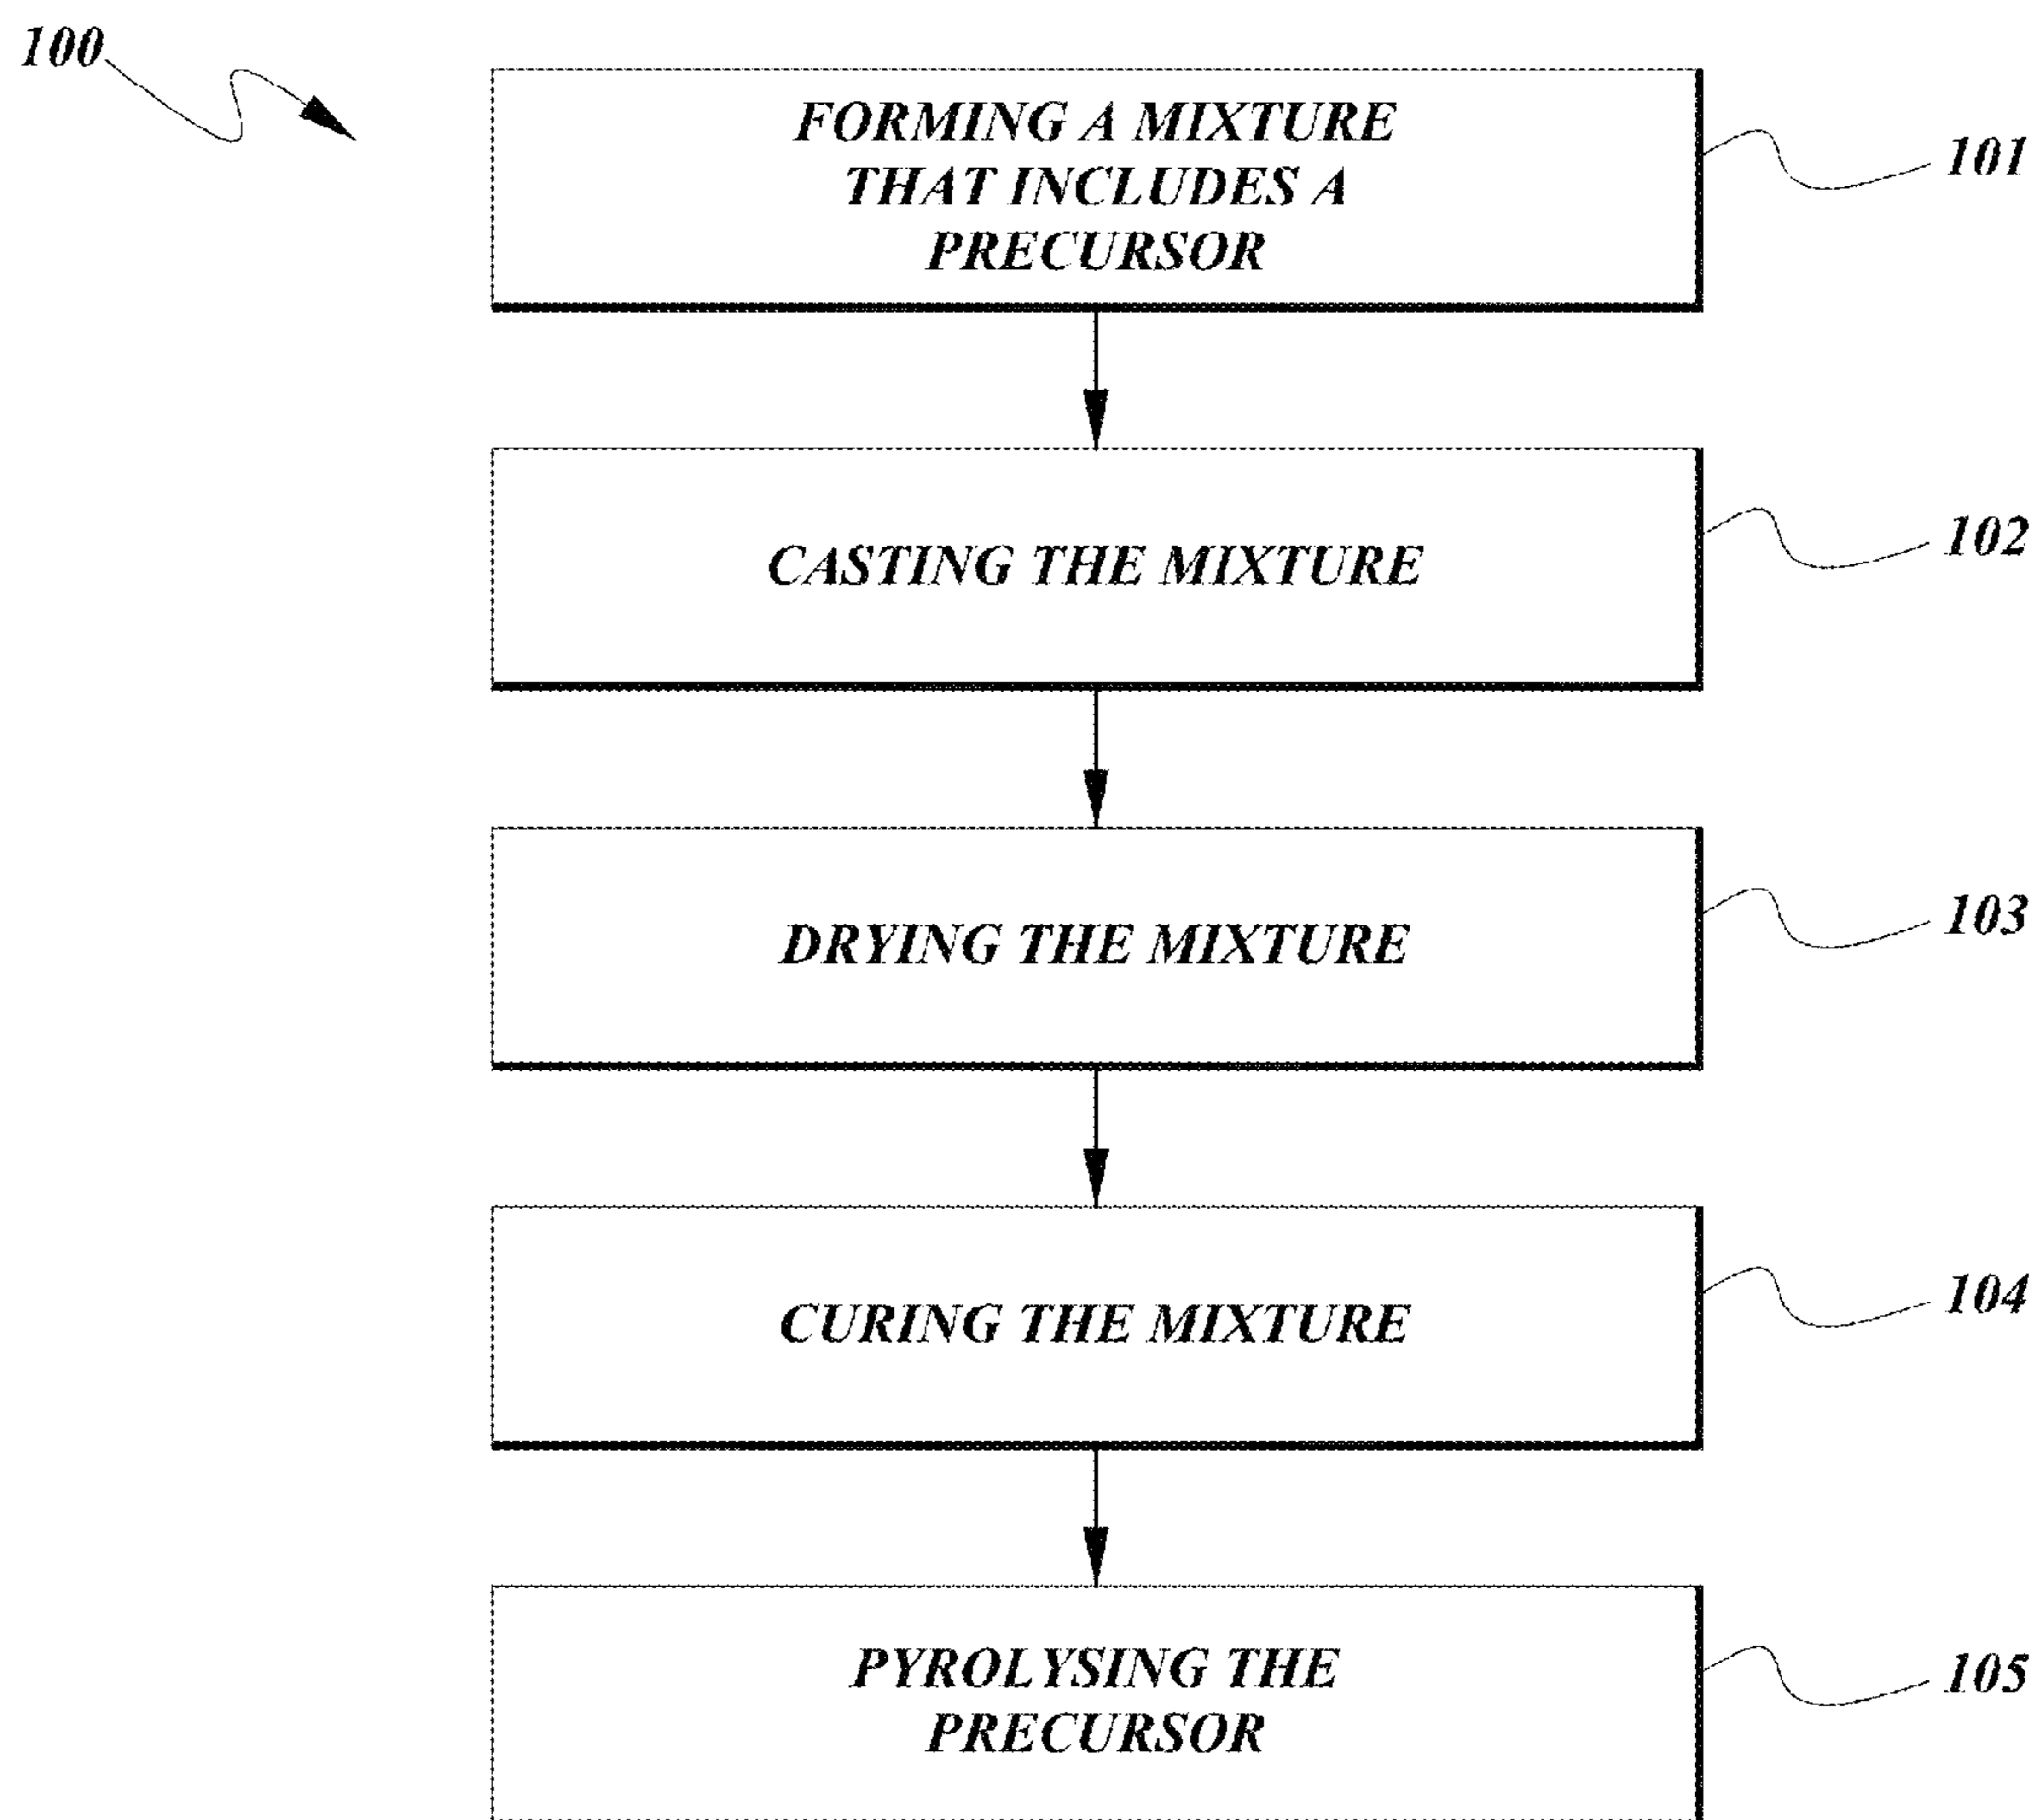 100
FORMING A MIXTURE
THAT INCLUDES A
PRECURSOR
101
CASTING THE MIXTURE
102
DRYING THE MIXTURE
103
CURING THE MIXTURE
104
PYROLYSING THE
PRECURSOR
105